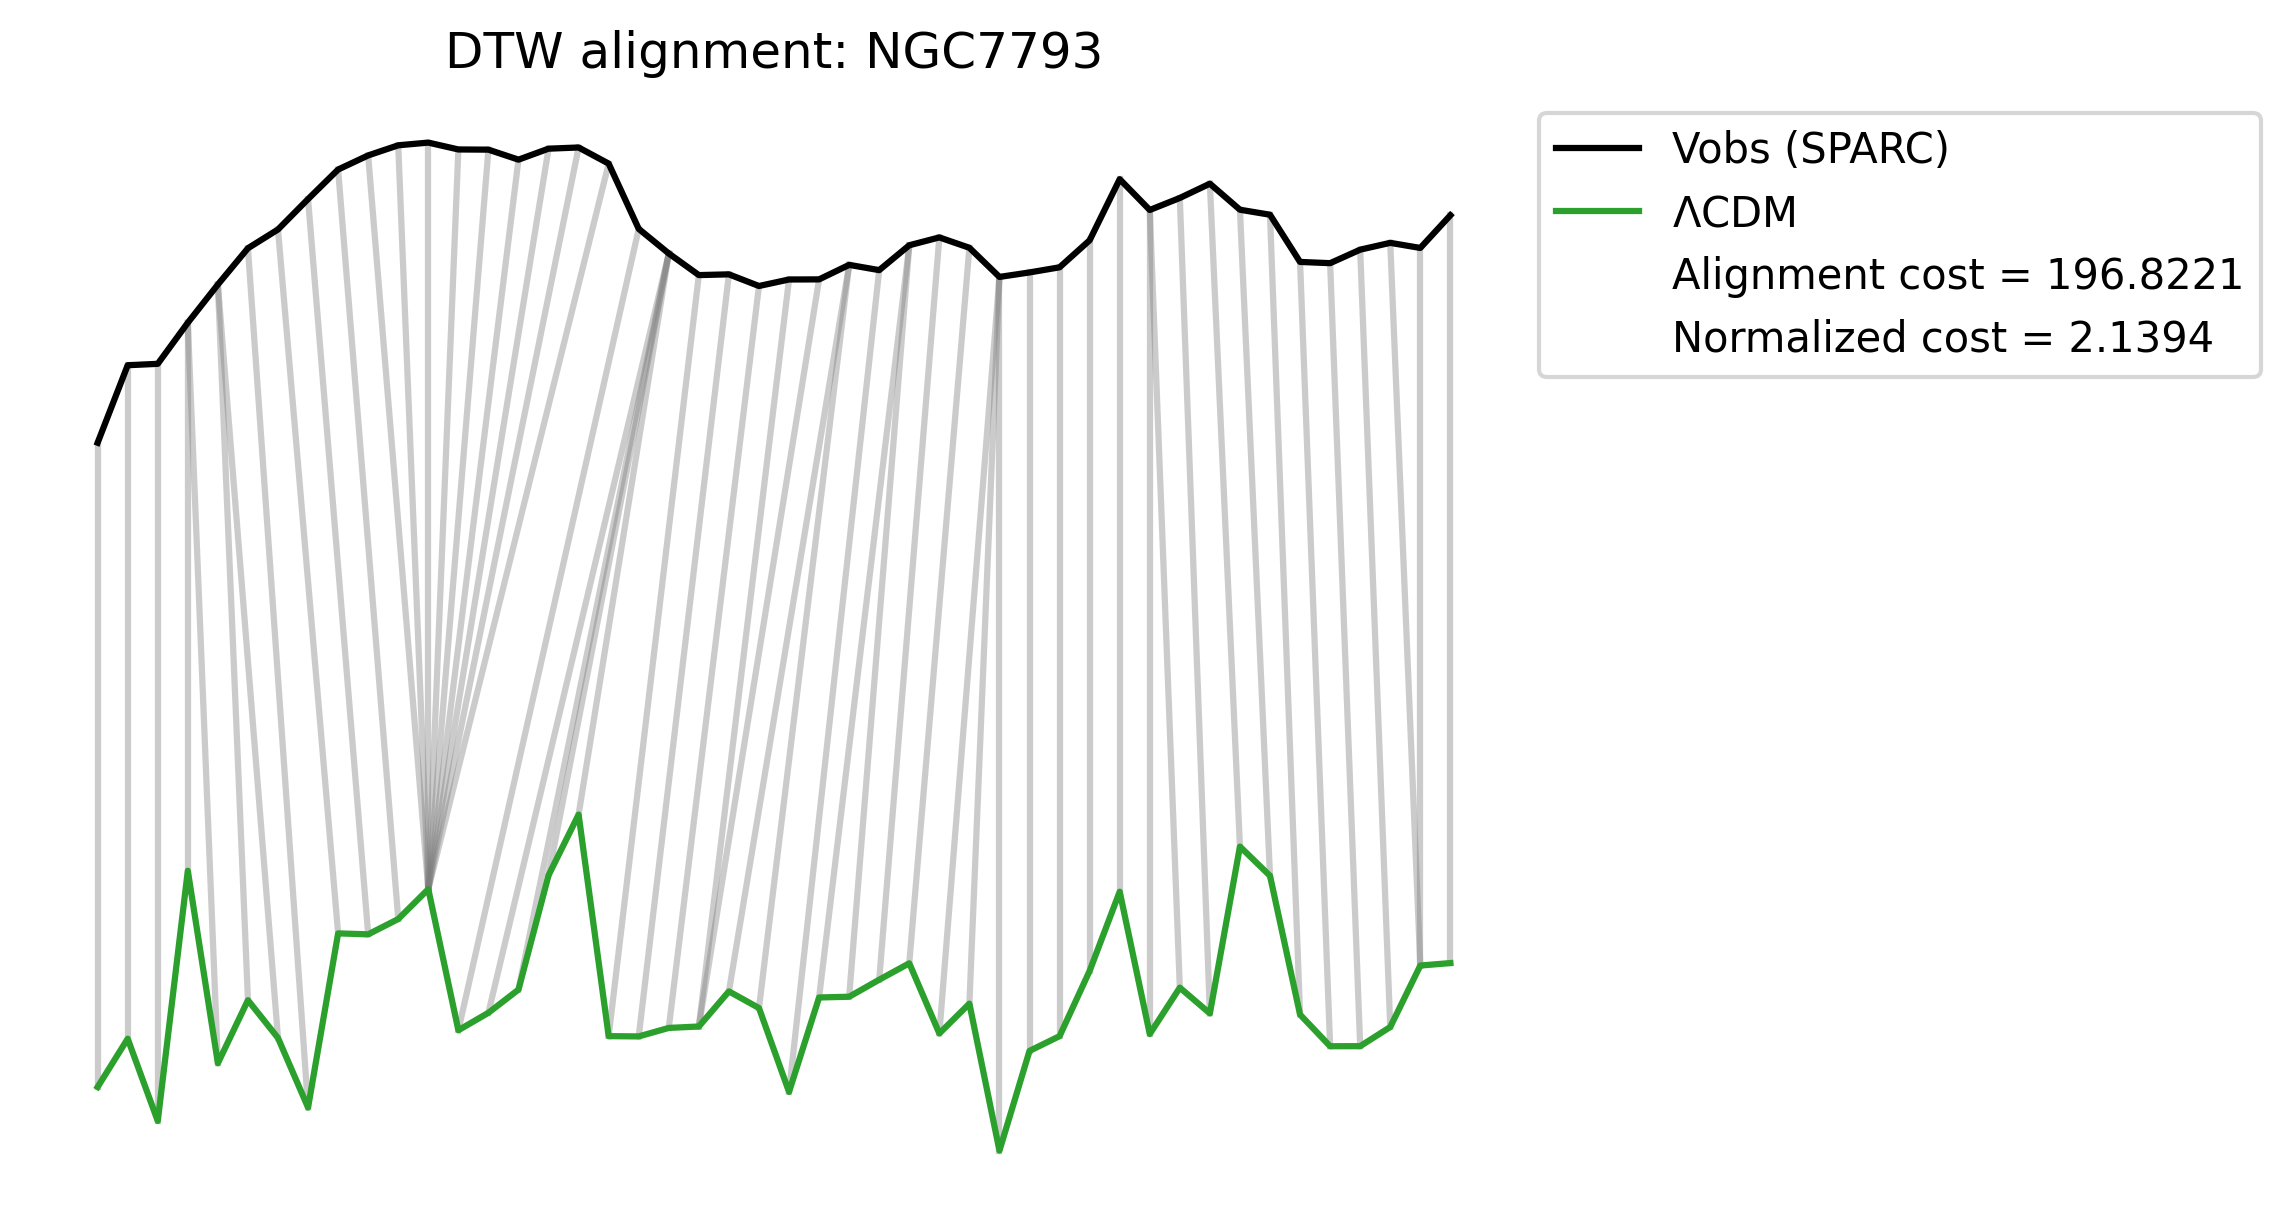 DTW alignment: NGC7793
Vobs (SPARC)
ΛCDM
Alignment cost = 196.8221
Normalized cost = 2.1394